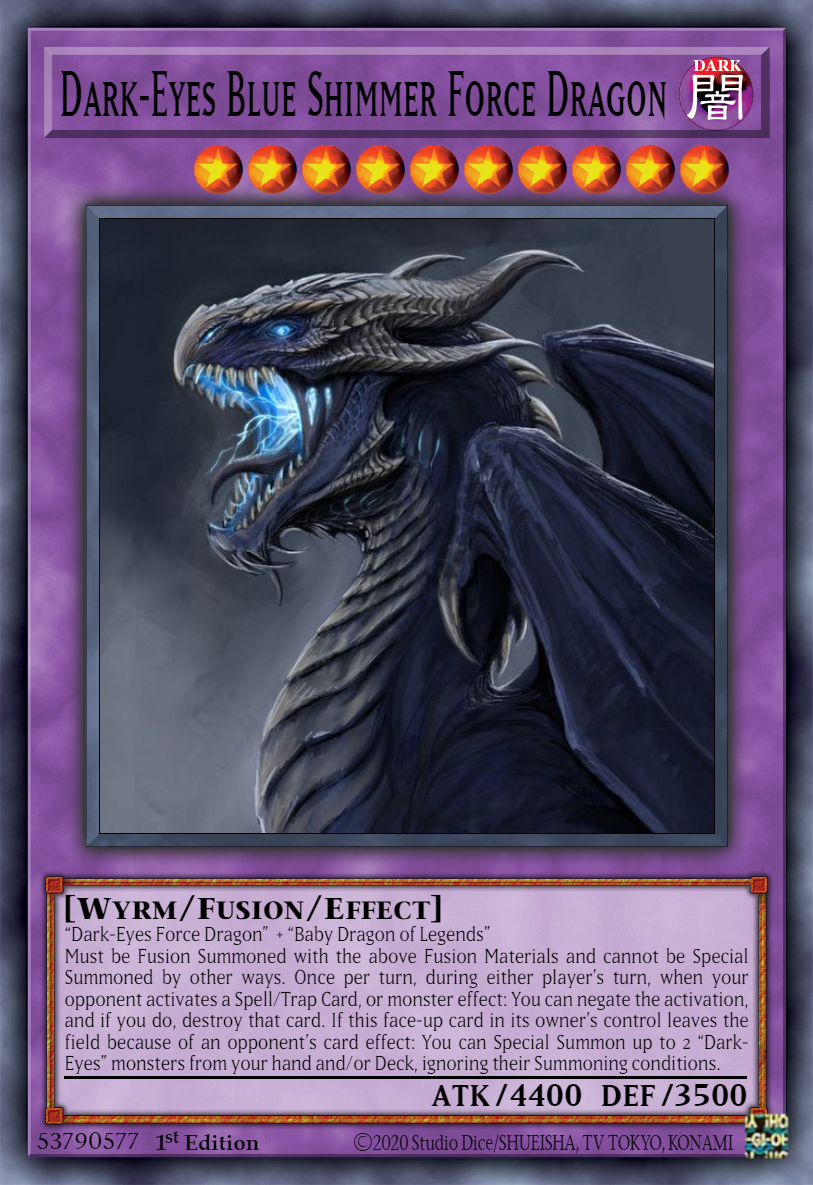 Dark-Eyes Blue Shimmer Force Dragon
DARK
闇
[Wyrm/Fusion/Effect]
“Dark-Eyes Force Dragon” + “Baby Dragon of Legends”
Must be Fusion Summoned with the above Fusion Materials and cannot be Special
Summoned by other ways. Once per turn, during either player’s turn, when your
opponent activates a Spell/Trap Card, or monster effect: You can negate the activation,
and if you do, destroy that card. If this face-up card in its owner’s control leaves the
field because of an opponent’s card effect: You can Special Summon up to 2 “Dark-
Eyes” monsters from your hand and/or Deck, ignoring their Summoning conditions.
ATK/4400 DEF/3500
53790577 1st Edition ©2020 Studio Dice/SHUEISHA, TV TOKYO, KONAMI